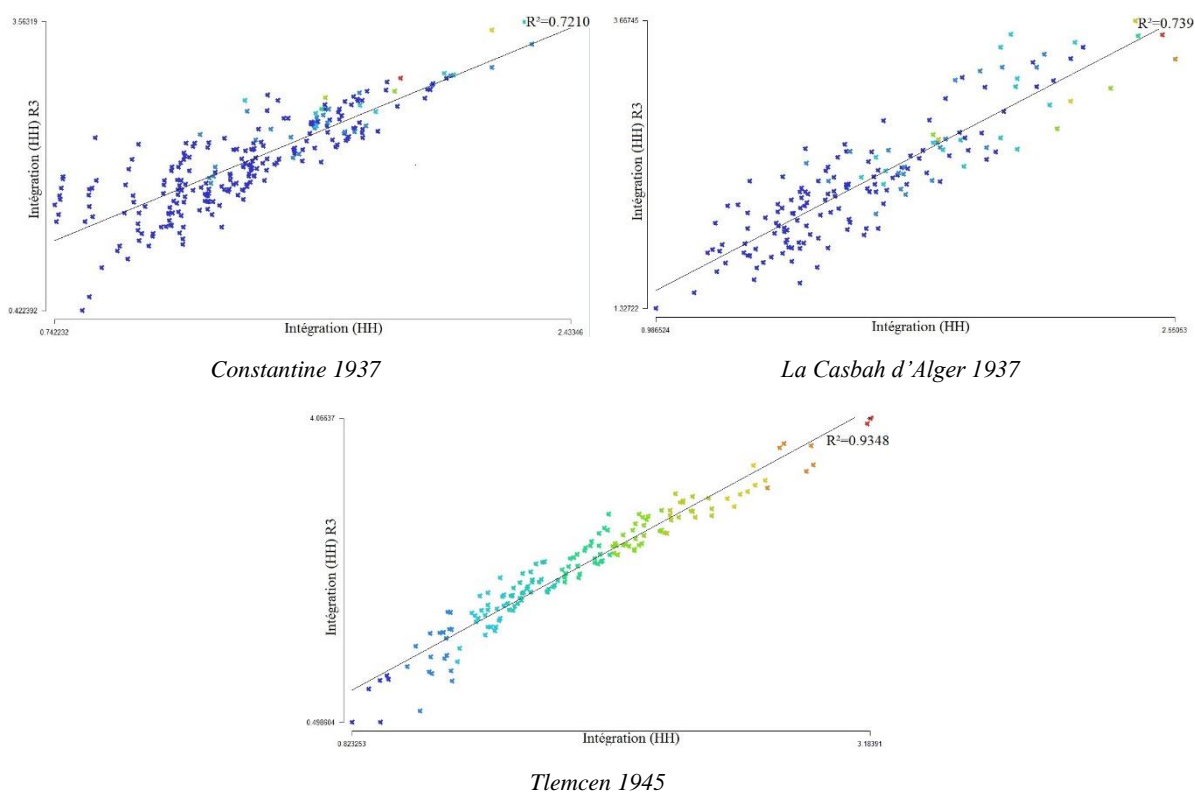 3.56319
R²=0.7210
Intégration (HH) R3
0.422392
0.742232
Intégration (HH)
2.43346
Constantine 1937
3.66745
R²=0.739
Intégration (HH) R3
1.32722
0.986524
Intégration (HH)
2.55053
La Casbah d’Alger 1937
4.06637
R²=0.9348
Intégration (HH) R3
0.498604
0.823253
Intégration (HH)
3.18391
Tlemcen 1945